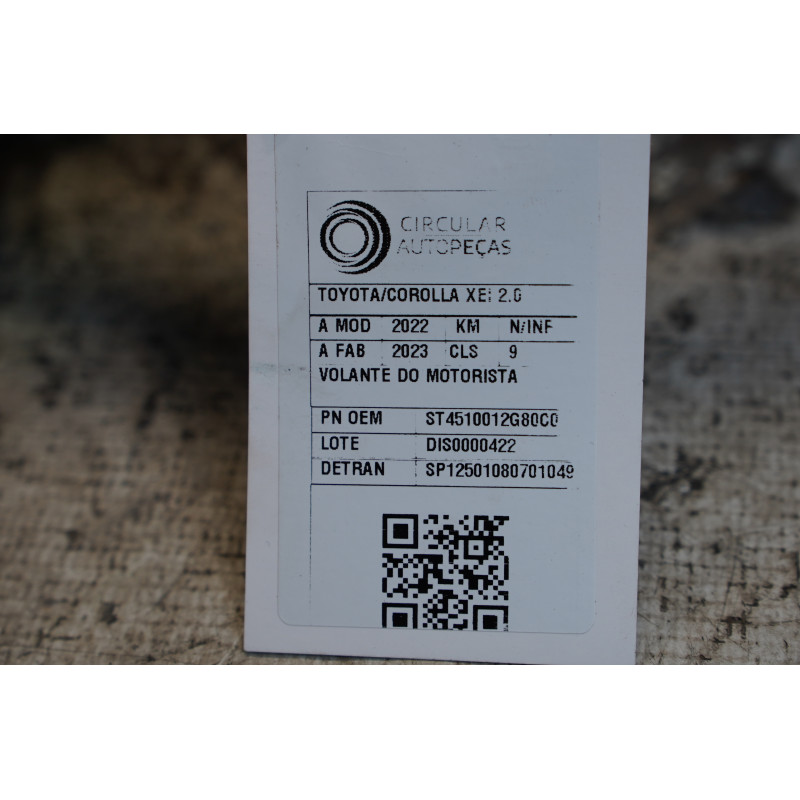 CIRCULAR
AUTOPEÇAS
TOYOTA/COROLLA XEI 2.0
A MOD 2022 KM N/INF
A FAB 2023 CLS 9
VOLANTE DO MOTORISTA
PN OEM ST4510012G80C0
LOTE DIS0000422
DETRAN SP12501080701049